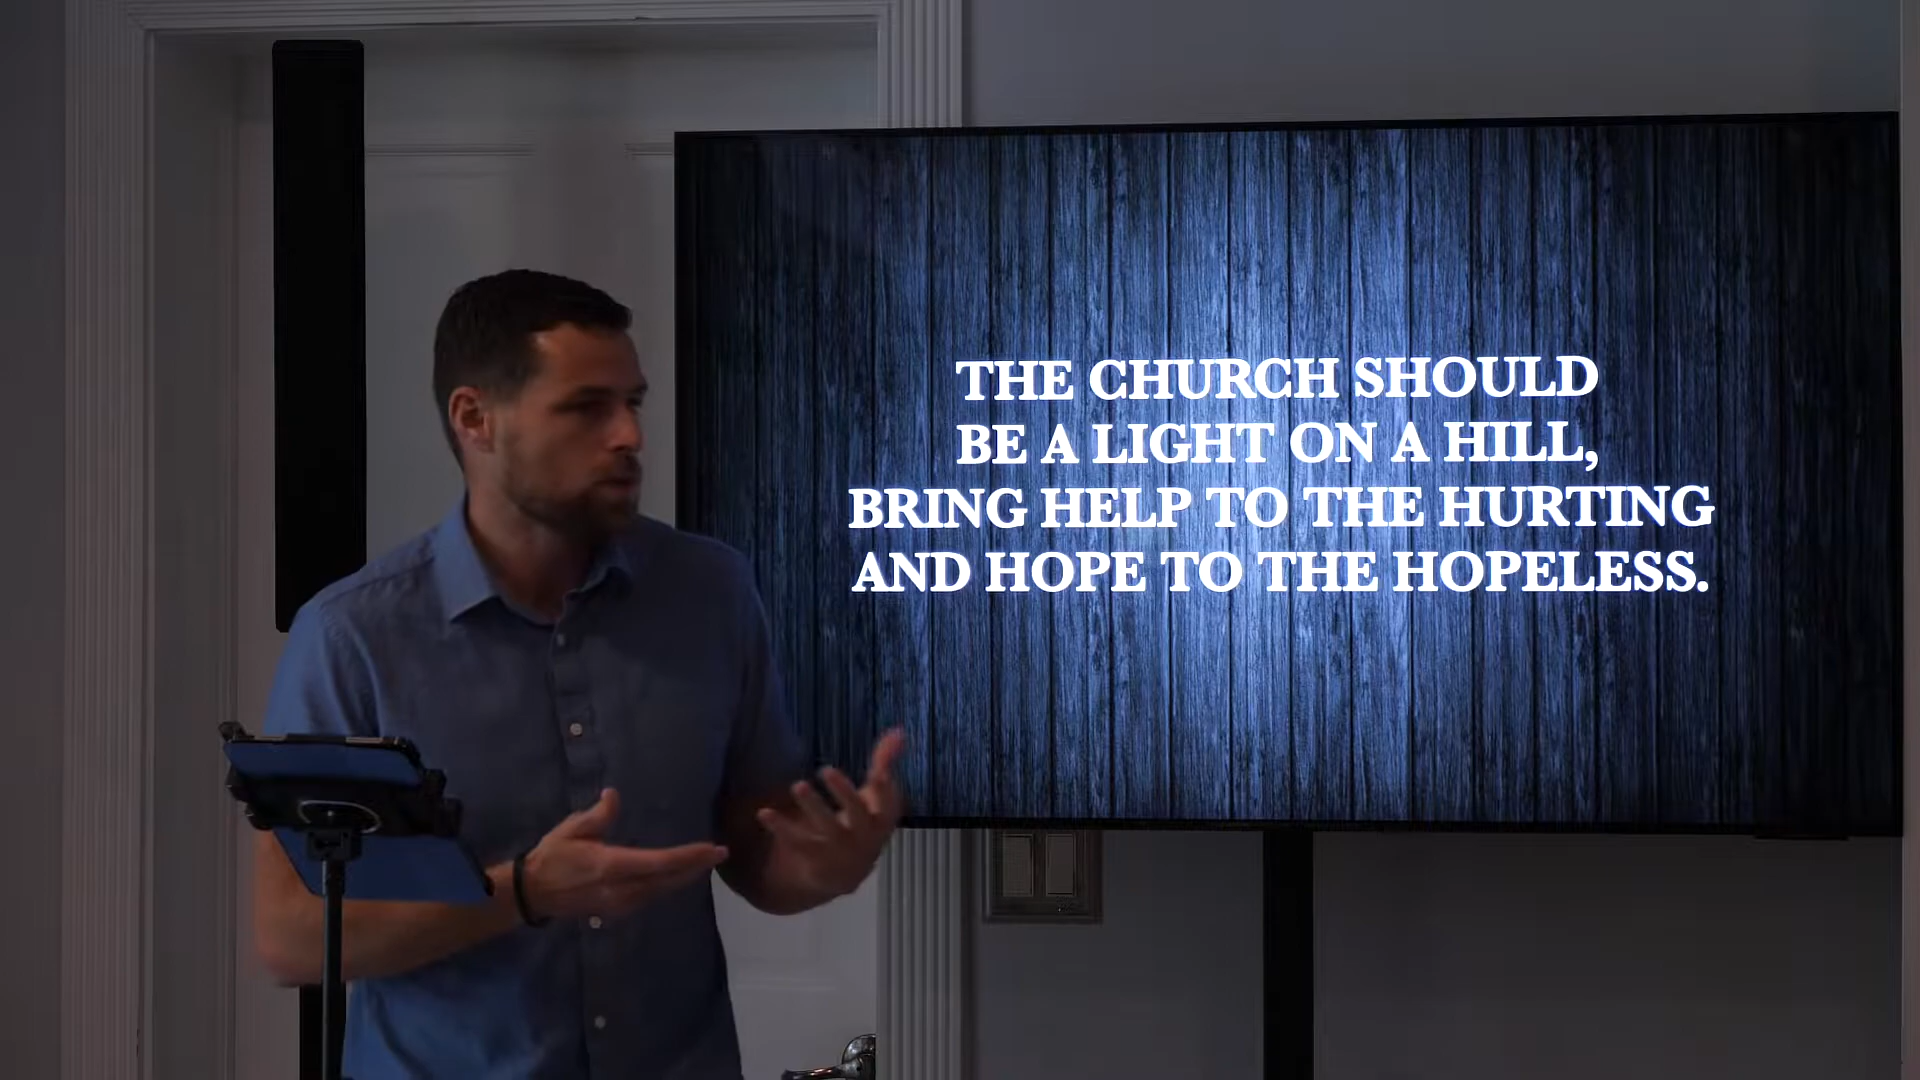 THE CHURCH SHOULD
BE A LIGHT ON A HILL,
BRING HELP TO THE HURTING
AND HOPE TO THE HOPELESS.